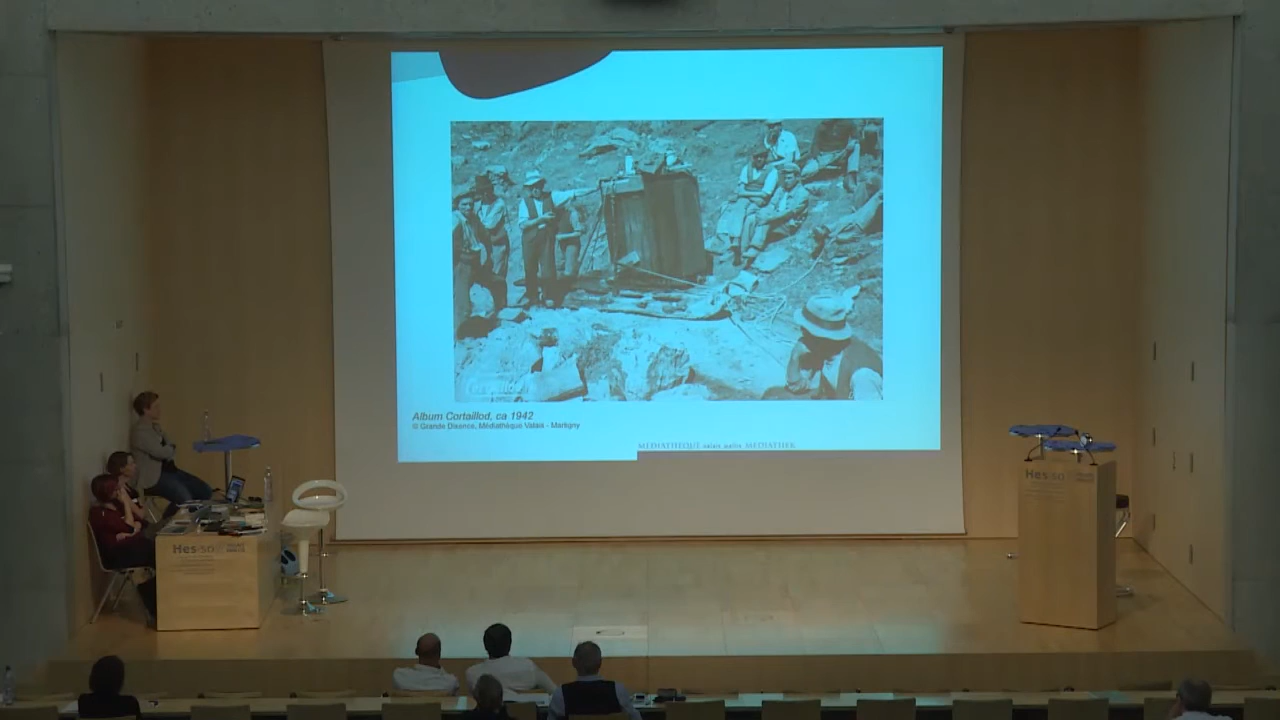 Album Cortaillod, ca 1942
© Grande Dixence, Médiathèque Valais - Martigny
MEDIATHEQUE valais wallis MEDIATHEK
Hes·so
Hes·so